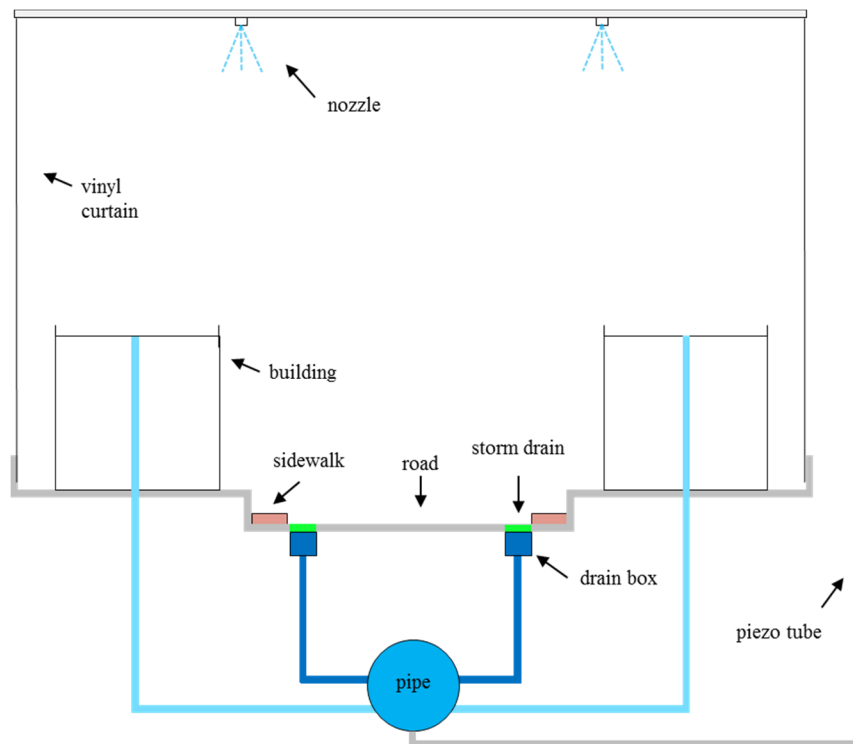 nozzle
vinyl
curtain
building
sidewalk
road
storm drain
drain box
piezo tube
pipe